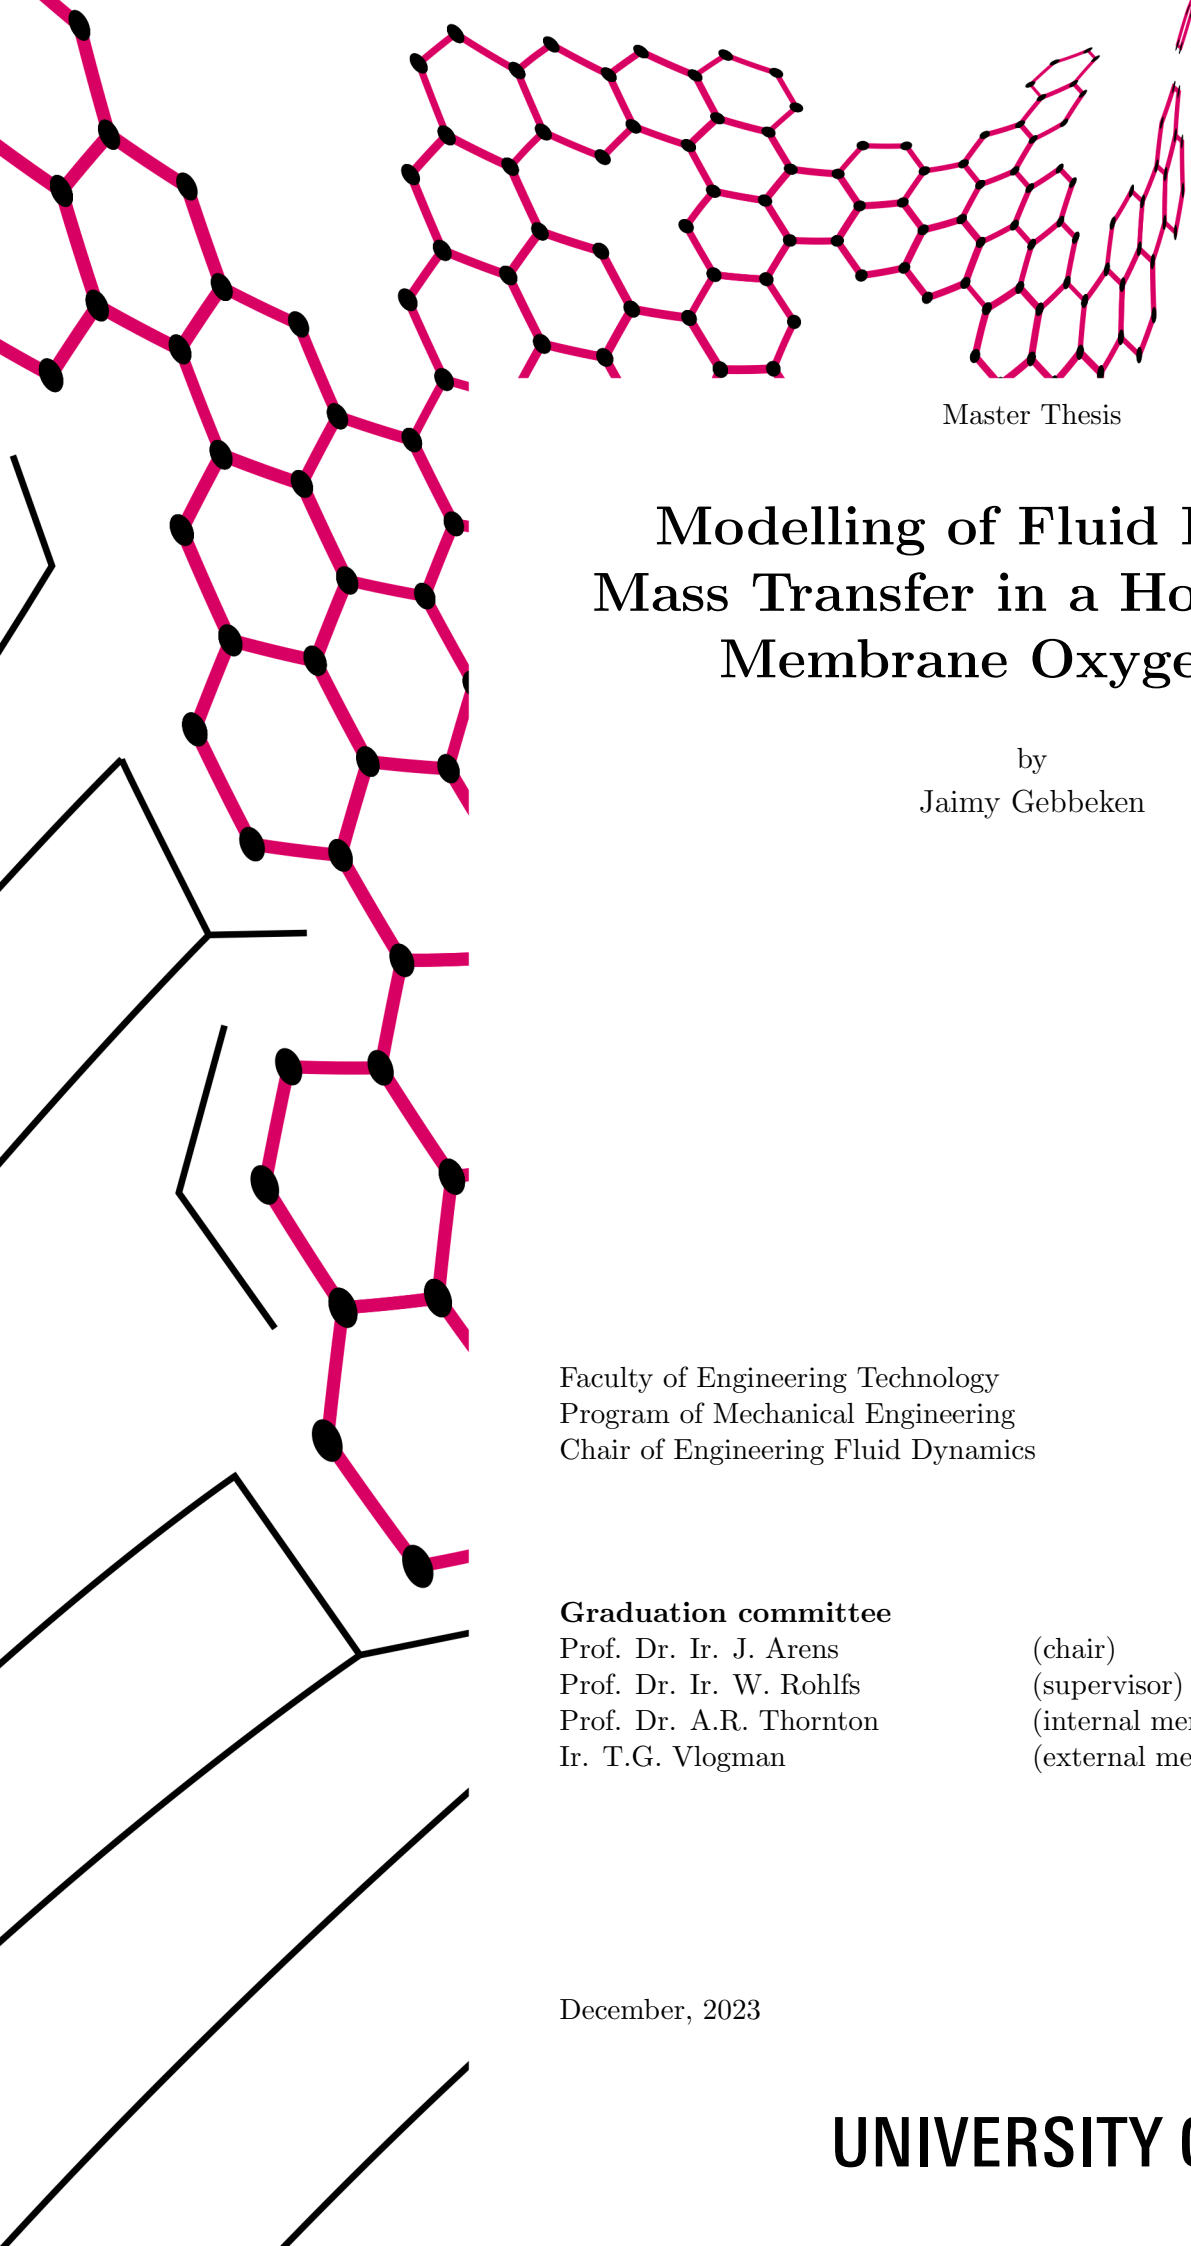 Master Thesis
Modelling of Fluid
Mass Transfer in a
Membrane
by
Jaimy Gebbeken
Faculty of Engineering Technology
Program of Mechanical Engineering
Chair of Engineering Fluid Dynamics
Graduation committee
Prof. Dr. Ir. J. Arens (chair)
Prof. Dr. Ir. W. Rohlfs (supervisor)
Prof. Dr. A.R. Thornton (internal
Ir. T.G. Vlogman (external
December, 2023
UNIVERSITY